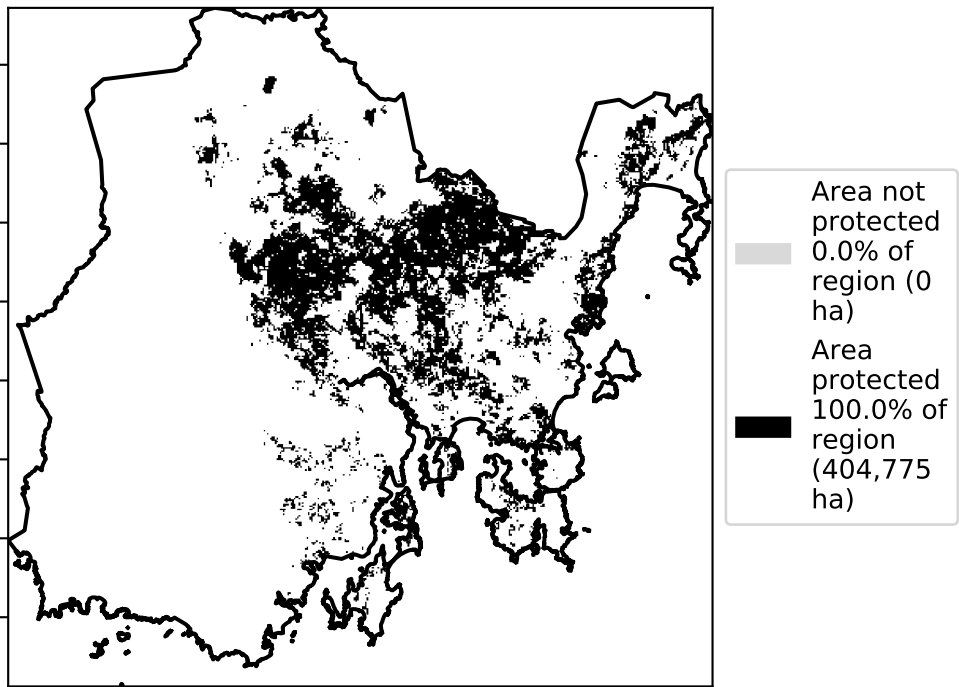 Area not
protected
0.0% of
region (0
ha)
Area
protected
100.0% of
region
(404,775
ha)